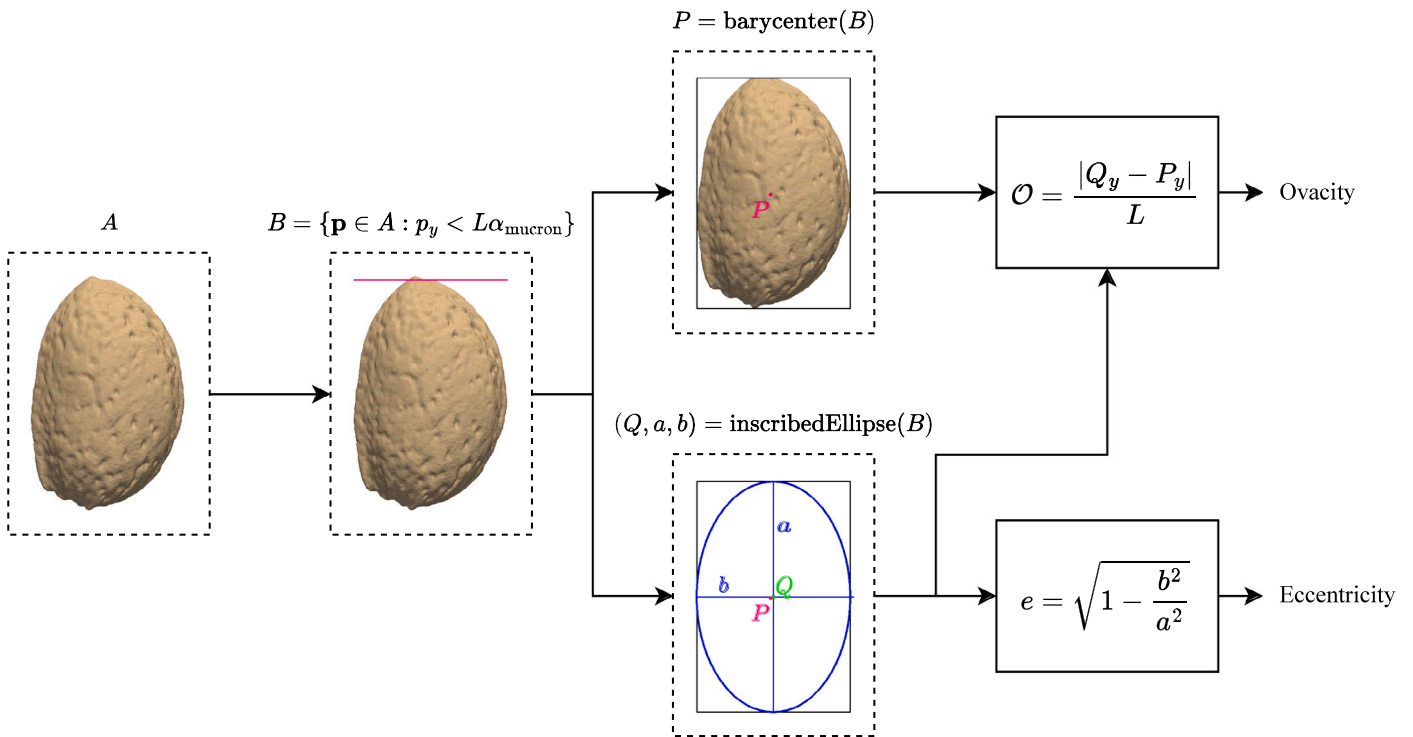 A
B = {p ∈ A : p_y < Lα_mucron}
P = barycenter(B)
P
(Q, a, b) = inscribedEllipse(B)
a
b
Q
P
𝒪 = |Q_y − P_y| / L
Ovacity
e = √(1 − b² / a²)
Eccentricity